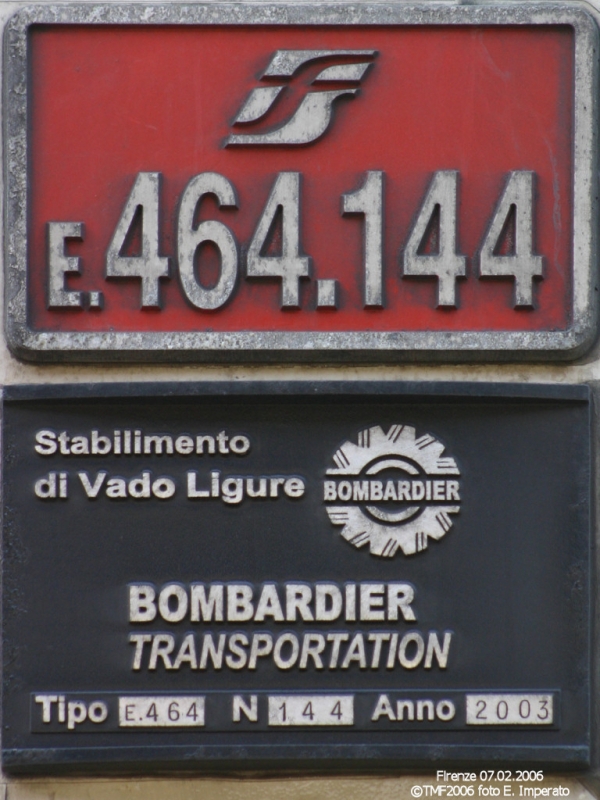 FS
E.464.144
Stabilimento
di Vado Ligure
BOMBARDIER
BOMBARDIER
TRANSPORTATION
Tipo E.464 N 144 Anno 2003
Firenze 07.02.2006
©TMF2006 foto E. Imperato